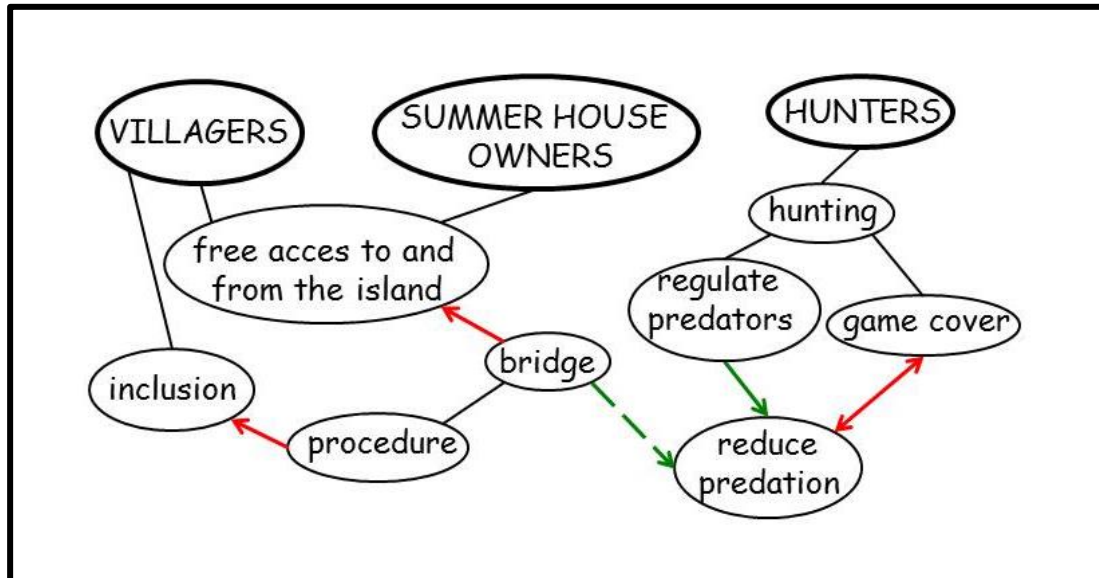 VILLAGERS
SUMMER HOUSE
OWNERS
HUNTERS
hunting
free acces to and
from the island
regulate
predators
game cover
bridge
inclusion
procedure
reduce
predation